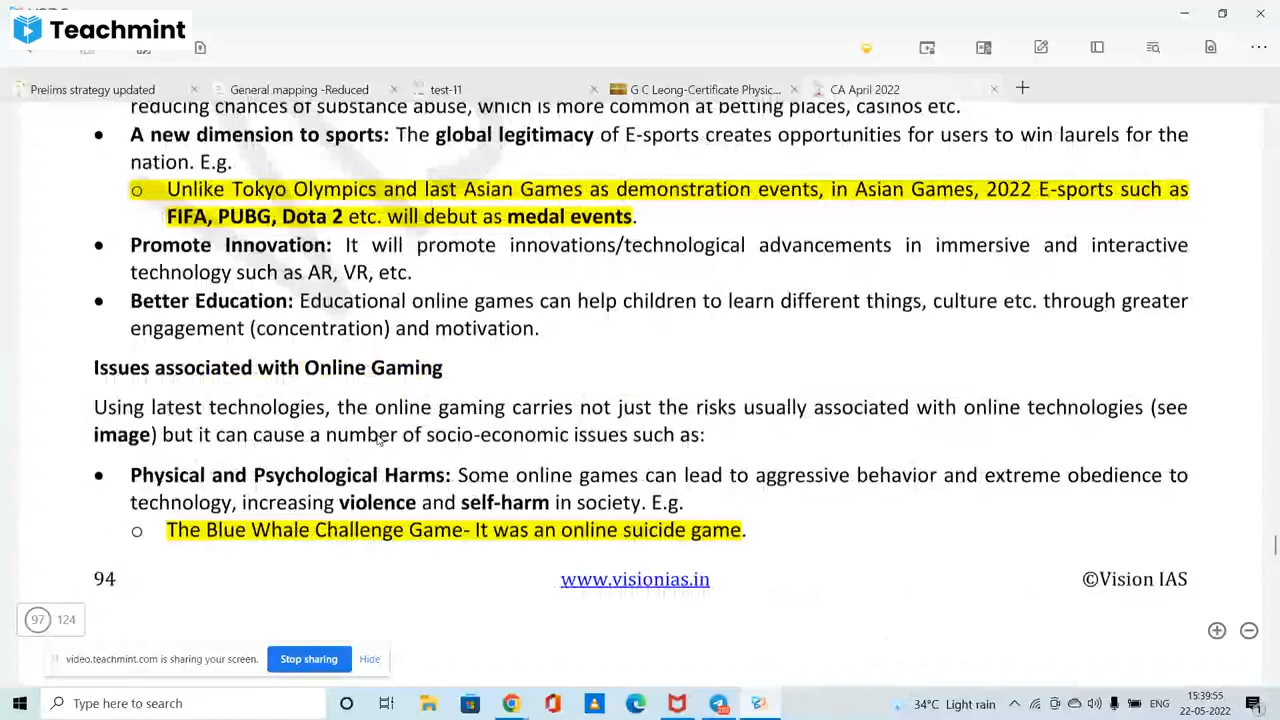 Teachmint
Prelims strategy updated
General mapping -Reduced
test-11
G C Leong-Certificate Physic...
CA April 2022
reducing chances of substance abuse, which is more common at betting places, casinos etc.
• A new dimension to sports: The global legitimacy of E-sports creates opportunities for users to win laurels for the
nation. E.g.
o Unlike Tokyo Olympics and last Asian Games as demonstration events, in Asian Games, 2022 E-sports such as
FIFA, PUBG, Dota 2 etc. will debut as medal events.
• Promote Innovation: It will promote innovations/technological advancements in immersive and interactive
technology such as AR, VR, etc.
• Better Education: Educational online games can help children to learn different things, culture etc. through greater
engagement (concentration) and motivation.
Issues associated with Online Gaming
Using latest technologies, the online gaming carries not just the risks usually associated with online technologies (see
image) but it can cause a number of socio-economic issues such as:
• Physical and Psychological Harms: Some online games can lead to aggressive behavior and extreme obedience to
technology, increasing violence and self-harm in society. E.g.
o The Blue Whale Challenge Game- It was an online suicide game.
94 www.visionias.in ©Vision IAS
97 124
video.teachmint.com is sharing your screen. Stop sharing Hide
Type here to search
34°C Light rain
ENG
15:39:55
22-05-2022